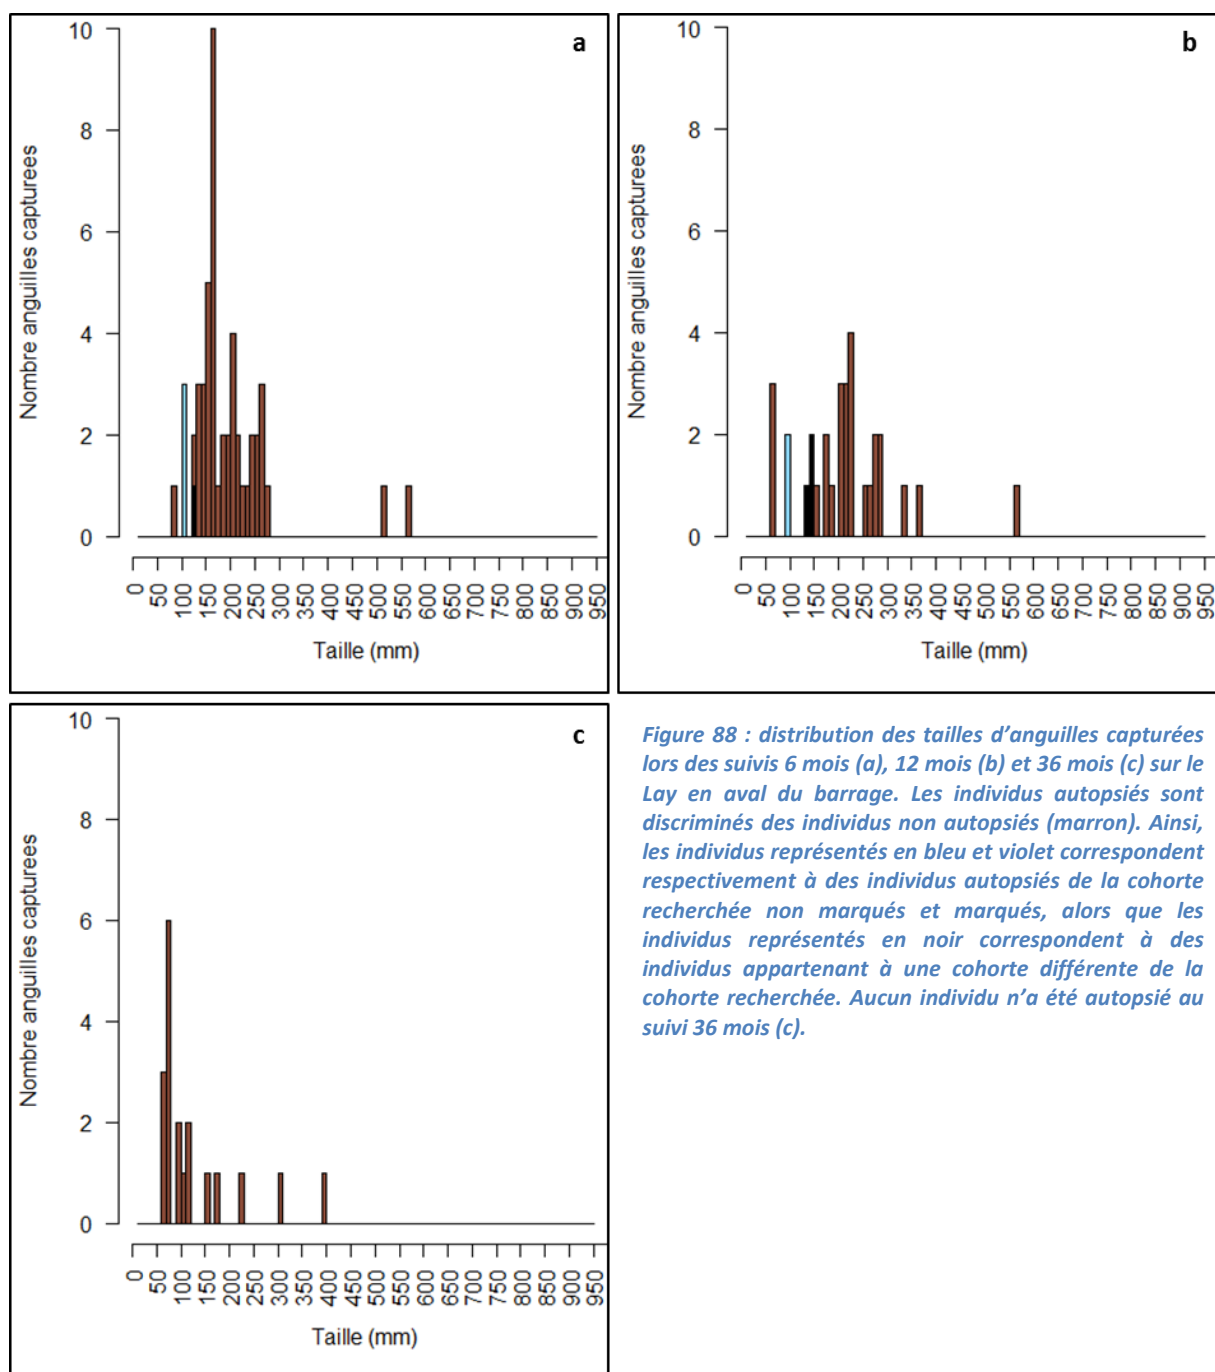 a
Nombre anguilles capturees
10
8
6
4
2
0
0 50 100 150 200 250 300 350 400 450 500 550 600 650 700 750 800 850 900 950
Taille (mm)
b
Nombre anguilles capturees
10
8
6
4
2
0
0 50 100 150 200 250 300 350 400 450 500 550 600 650 700 750 800 850 900 950
Taille (mm)
c
Nombre anguilles capturees
10
8
6
4
2
0
0 50 100 150 200 250 300 350 400 450 500 550 600 650 700 750 800 850 900 950
Taille (mm)
Figure 88 : distribution des tailles d’anguilles capturées
lors des suivis 6 mois (a), 12 mois (b) et 36 mois (c) sur le
Lay en aval du barrage. Les individus autopsiés sont
discriminés des individus non autopsiés (marron). Ainsi,
les individus représentés en bleu et violet correspondent
respectivement à des individus autopsiés de la cohorte
recherchée non marqués et marqués, alors que les
individus représentés en noir correspondent à des
individus appartenant à une cohorte différente de la
cohorte recherchée. Aucun individu n’a été autopsié au
suivi 36 mois (c).